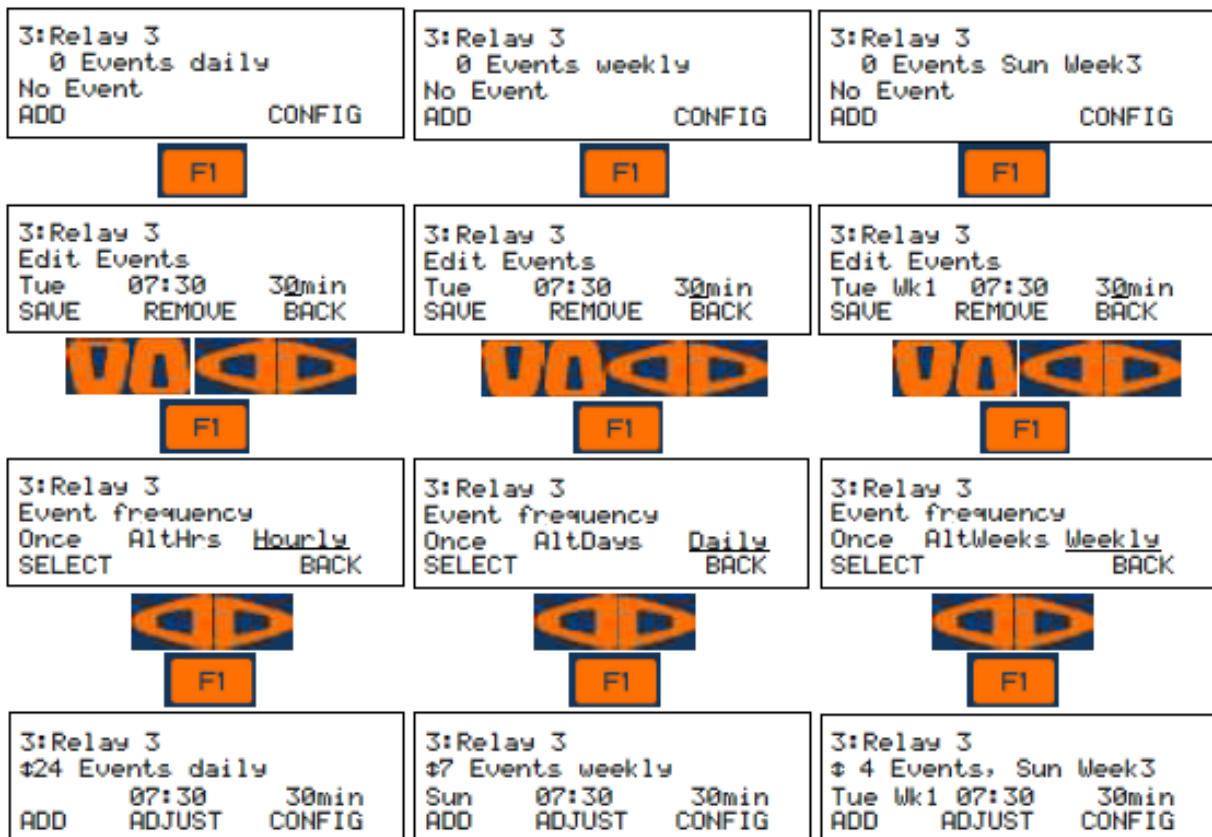 3:Relay 3
0 Events daily
No Event
ADD CONFIG
3:Relay 3
0 Events weekly
No Event
ADD CONFIG
3:Relay 3
0 Events Sun Week3
No Event
ADD CONFIG
F1
F1
F1
3:Relay 3
Edit Events
Tue 07:30 30min
SAVE REMOVE BACK
3:Relay 3
Edit Events
Tue 07:30 30min
SAVE REMOVE BACK
3:Relay 3
Edit Events
Tue Wk1 07:30 30min
SAVE REMOVE BACK
F1
F1
F1
3:Relay 3
Event frequency
Once AltHrs Hourly
SELECT BACK
3:Relay 3
Event frequency
Once AltDays Daily
SELECT BACK
3:Relay 3
Event frequency
Once AltWeeks Weekly
SELECT BACK
F1
F1
F1
3:Relay 3
↕24 Events daily
07:30 30min
ADD ADJUST CONFIG
3:Relay 3
↕7 Events weekly
Sun 07:30 30min
ADD ADJUST CONFIG
3:Relay 3
↕ 4 Events, Sun Week3
Tue Wk1 07:30 30min
ADD ADJUST CONFIG